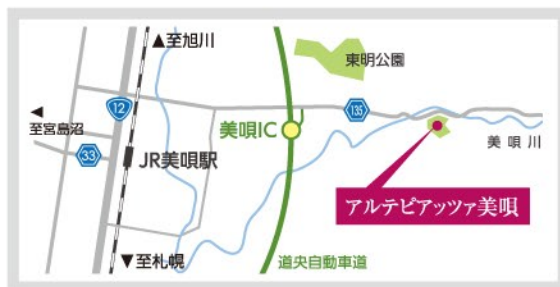 ▲至旭川
東明公園
12
135
◀
至宮島沼
美唄IC
美唄川
33
JR美唄駅
アルテピアッツァ美唄
▼至札幌
道央自動車道